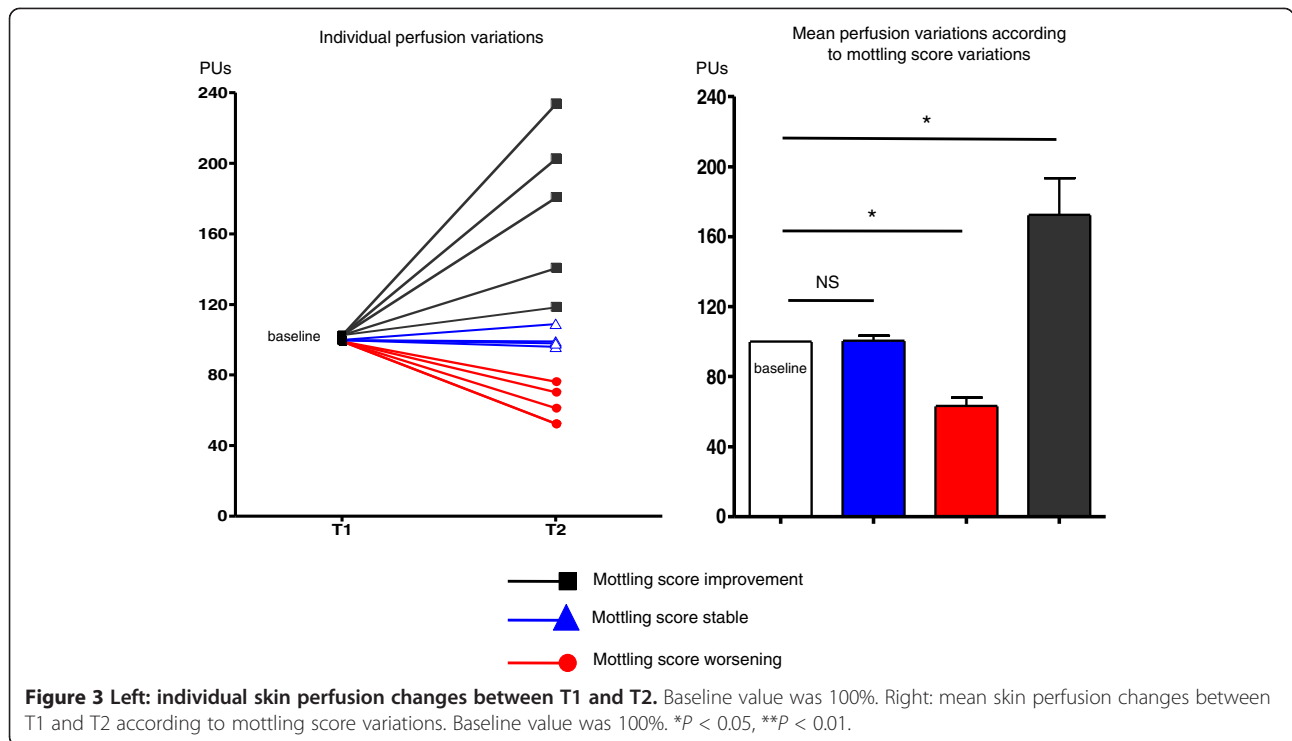 Individual perfusion variations
PUs
240
200
160
120
80
40
0
baseline
T1
T2
Mean perfusion variations according
to mottling score variations
PUs
240
200
160
120
80
40
0
*
*
NS
baseline
Mottling score improvement
Mottling score stable
Mottling score worsening
Figure 3 Left: individual skin perfusion changes between T1 and T2. Baseline value was 100%. Right: mean skin perfusion changes between
T1 and T2 according to mottling score variations. Baseline value was 100%. *P < 0.05, **P < 0.01.